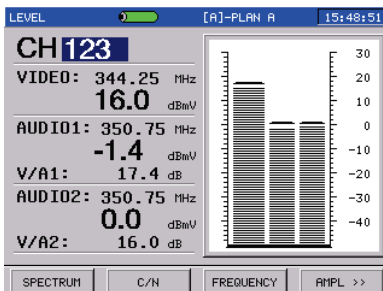 LEVEL [A]-PLAN A 15:48:51
CH 123
VIDEO: 344.25 MHz
16.0 dBmV
AUDIO1: 350.75 MHz
-1.4 dBmV
V/A1: 17.4 dB
AUDIO2: 350.75 MHz
0.0 dBmV
V/A2: 16.0 dB
30
20
10
0
-10
-20
-30
-40
SPECTRUM C/N FREQUENCY AMPL >>